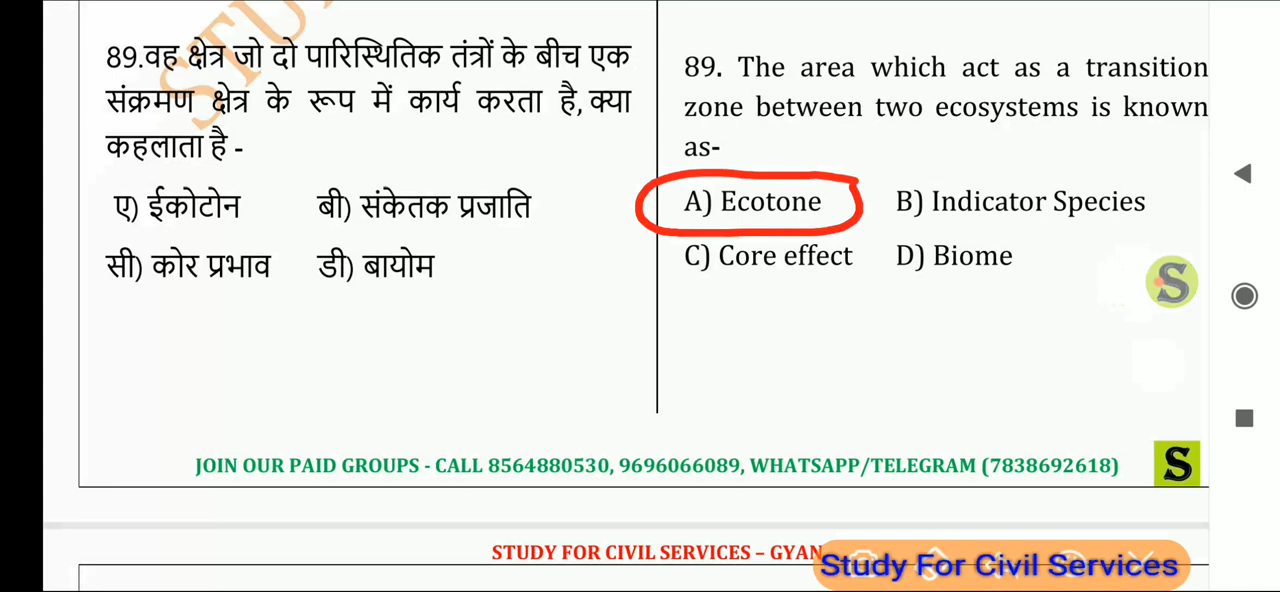 STU
89.वह क्षेत्र जो दो पारिस्थितिक तंत्रों के बीच एक
संक्रमण क्षेत्र के रूप में कार्य करता है, क्या
कहलाता है -
ए) ईकोटोन बी) संकेतक प्रजाति
सी) कोर प्रभाव डी) बायोम
89. The area which act as a transition
zone between two ecosystems is known
as-
A) Ecotone B) Indicator Species
C) Core effect D) Biome
S
JOIN OUR PAID GROUPS - CALL 8564880530, 9696066089, WHATSAPP/TELEGRAM (7838692618)
S
STUDY FOR CIVIL SERVICES – GYAN
Study For Civil Services